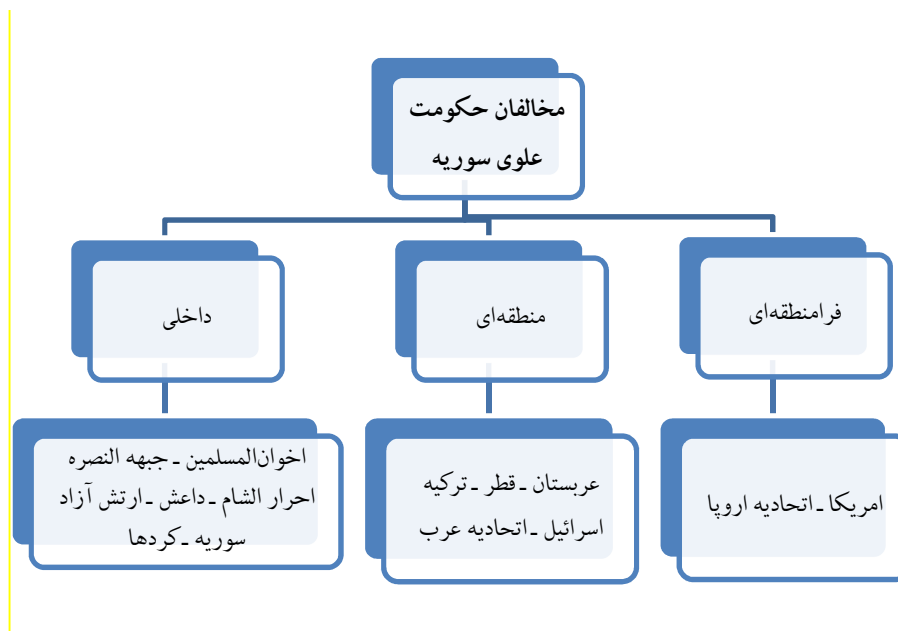 مخالفان حکومت
علوی سوریه
فرامنطقه‌ای
منطقه‌ای
داخلی
امریکا ـ اتحادیه اروپا
عربستان ـ قطر ـ ترکیه
اسرائیل ـ اتحادیه عرب
اخوان‌المسلمین ـ جبهه النصره
احرار الشام ـ داعش ـ ارتش آزاد
سوریه ـ کردها